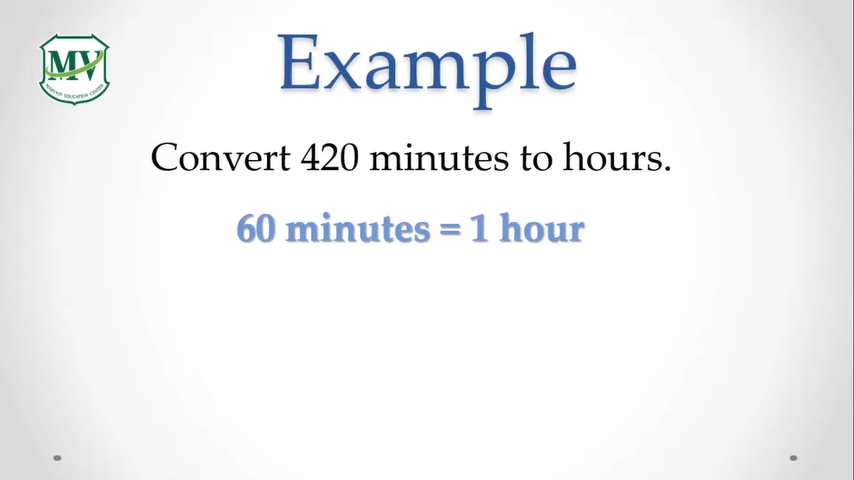 MV
Example
Convert 420 minutes to hours.
60 minutes = 1 hour